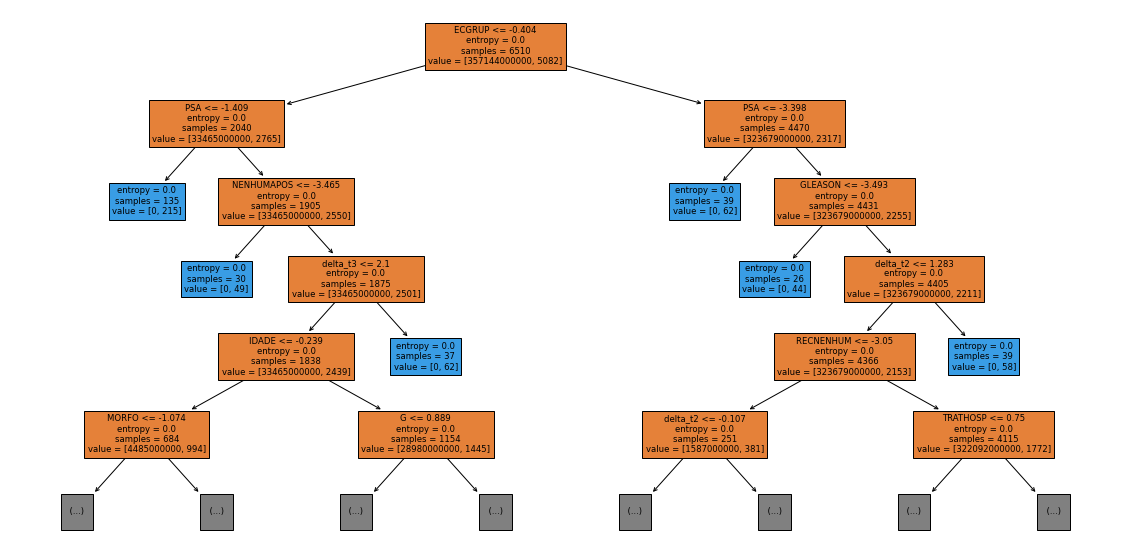 ECGRUP <= -0.404
entropy = 0.0
samples = 6510
value = [357144000000, 5082]
PSA <= -1.409
entropy = 0.0
samples = 2040
value = [33465000000, 2765]
PSA <= -3.398
entropy = 0.0
samples = 4470
value = [323679000000, 2317]
entropy = 0.0
samples = 135
value = [0, 215]
NENHUMAPOS <= -3.465
entropy = 0.0
samples = 1905
value = [33465000000, 2550]
entropy = 0.0
samples = 39
value = [0, 62]
GLEASON <= -3.493
entropy = 0.0
samples = 4431
value = [323679000000, 2255]
entropy = 0.0
samples = 30
value = [0, 49]
delta_t3 <= 2.1
entropy = 0.0
samples = 1875
value = [33465000000, 2501]
entropy = 0.0
samples = 26
value = [0, 44]
delta_t2 <= 1.283
entropy = 0.0
samples = 4405
value = [323679000000, 2211]
IDADE <= -0.239
entropy = 0.0
samples = 1838
value = [33465000000, 2439]
entropy = 0.0
samples = 37
value = [0, 62]
RECNENHUM <= -3.05
entropy = 0.0
samples = 4366
value = [323679000000, 2153]
entropy = 0.0
samples = 39
value = [0, 58]
MORFO <= -1.074
entropy = 0.0
samples = 684
value = [4485000000, 994]
G <= 0.889
entropy = 0.0
samples = 1154
value = [28980000000, 1445]
delta_t2 <= -0.107
entropy = 0.0
samples = 251
value = [1587000000, 381]
TRATHOSP <= 0.75
entropy = 0.0
samples = 4115
value = [322092000000, 1772]
(...)
(...)
(...)
(...)
(...)
(...)
(...)
(...)